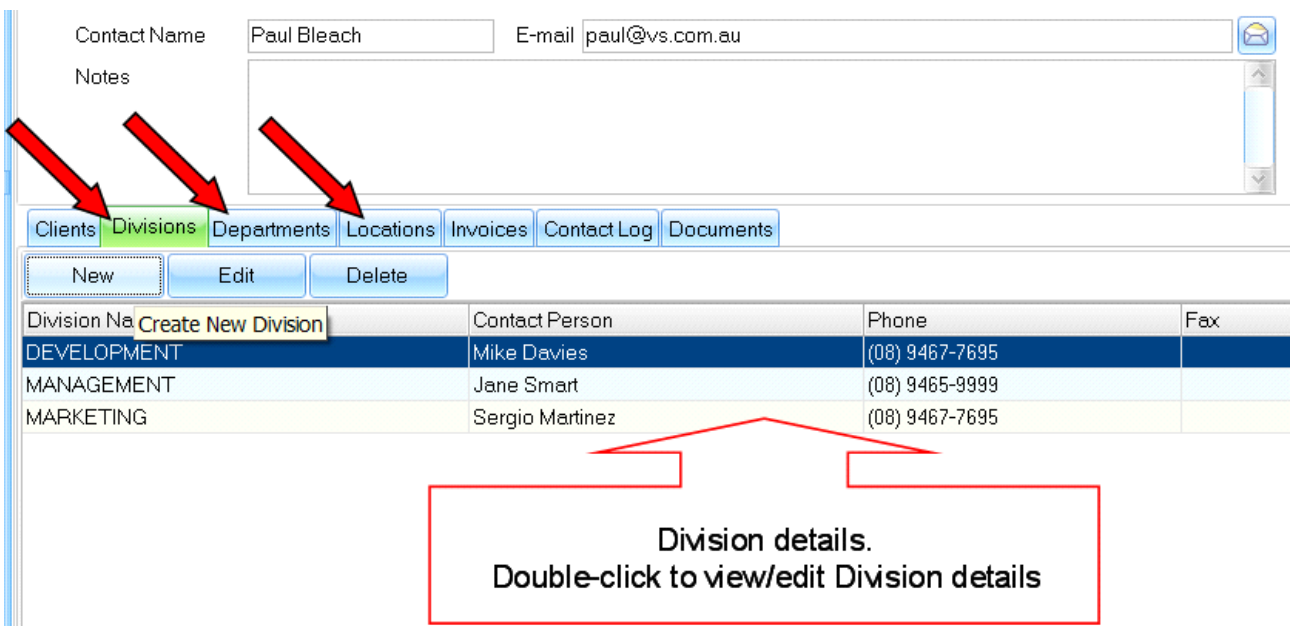 Contact Name Paul Bleach E-mail paul@vs.com.au
Notes
Clients Divisions Departments Locations Invoices Contact Log Documents
New Edit Delete
Division Na Contact Person Phone Fax
Create New Division
DEVELOPMENT Mike Davies (08) 9467-7695
MANAGEMENT Jane Smart (08) 9465-9999
MARKETING Sergio Martinez (08) 9467-7695
Division details.
Double-click to view/edit Division details